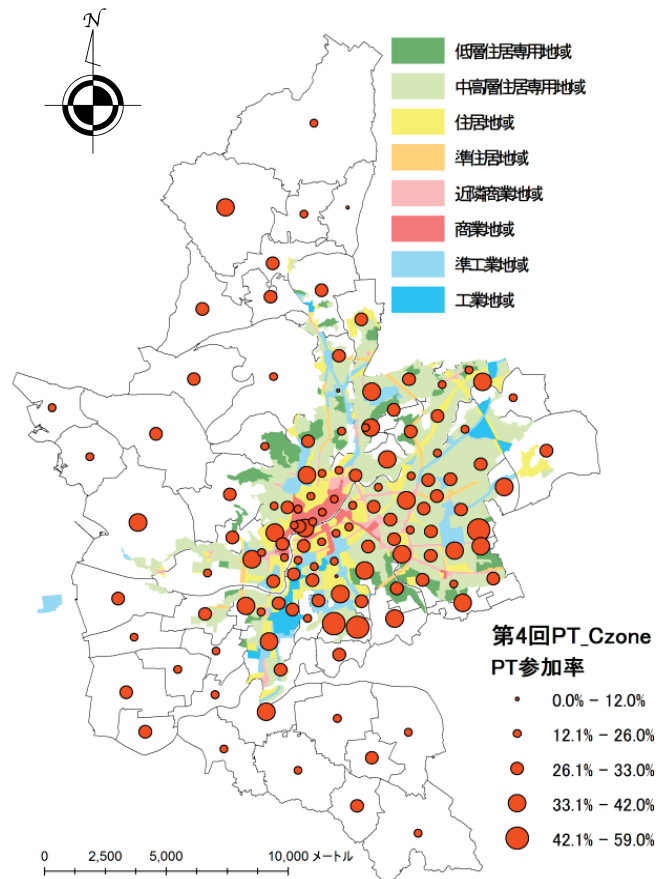 N
低層住居専用地域
中高層住居専用地域
住居地域
準住居地域
近隣商業地域
商業地域
準工業地域
工業地域
第4回PT_Czone
PT参加率
0.0% - 12.0%
12.1% - 26.0%
26.1% - 33.0%
33.1% - 42.0%
42.1% - 59.0%
0 2,500 5,000 10,000 メートル